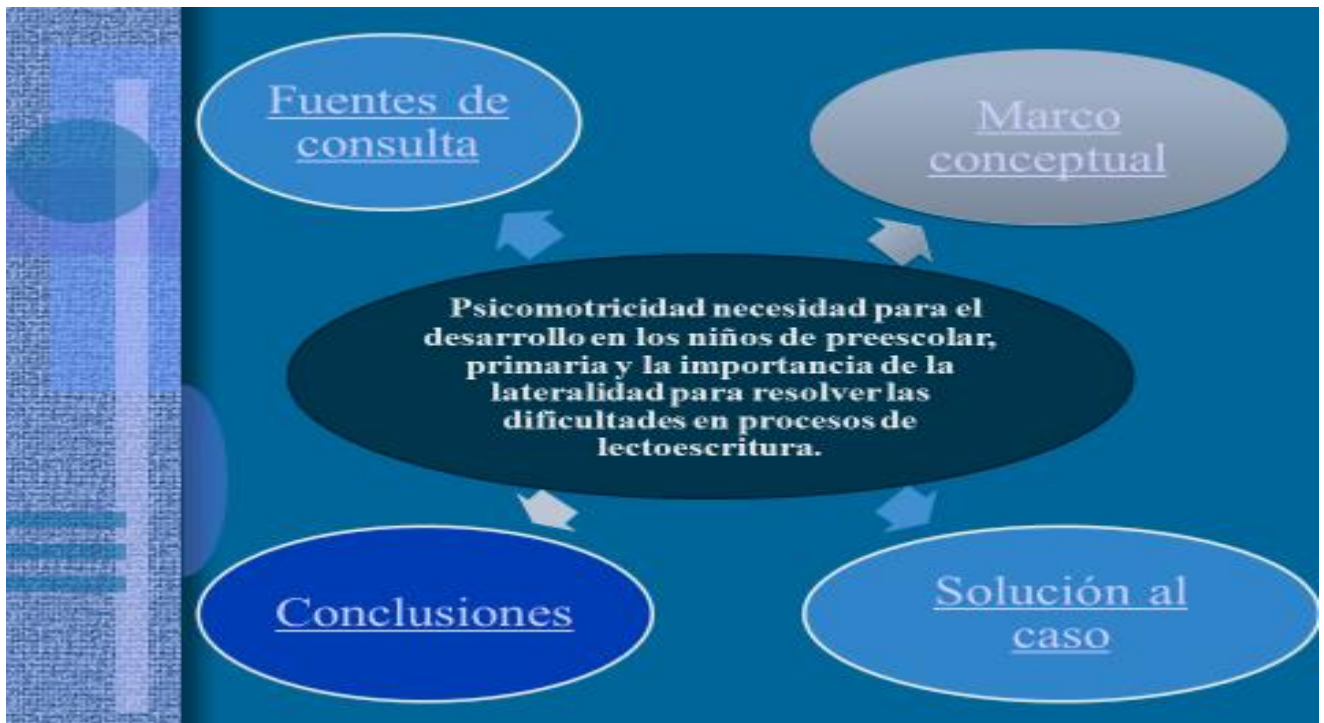 Fuentes de
consulta
Marco
conceptual
Psicomotricidad necesidad para el
desarrollo en los niños de preescolar,
primaria y la importancia de la
lateralidad para resolver las
dificultades en procesos de
lectoescritura.
Conclusiones
Solución al
caso